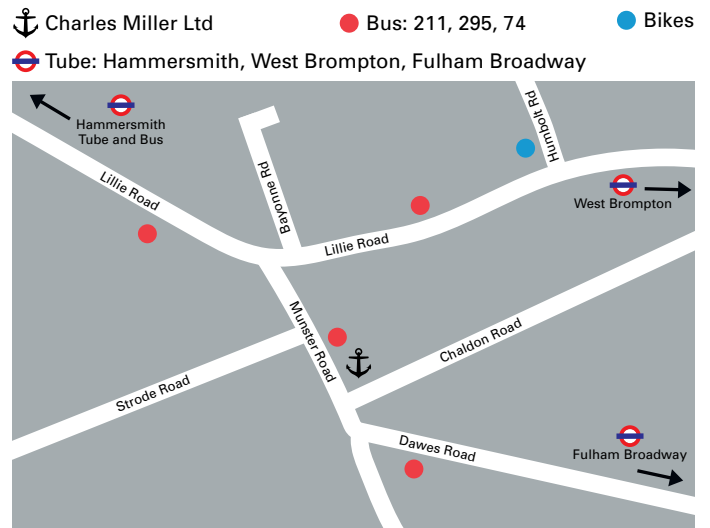 Charles Miller Ltd
Bus: 211, 295, 74
Bikes
Tube: Hammersmith, West Brompton, Fulham Broadway
Hammersmith
Tube and Bus
Humbolt Rd
Lillie Road
Bayonne Rd
West Brompton
Lillie Road
Munster Road
Chaldon Road
Strode Road
Dawes Road
Fulham Broadway